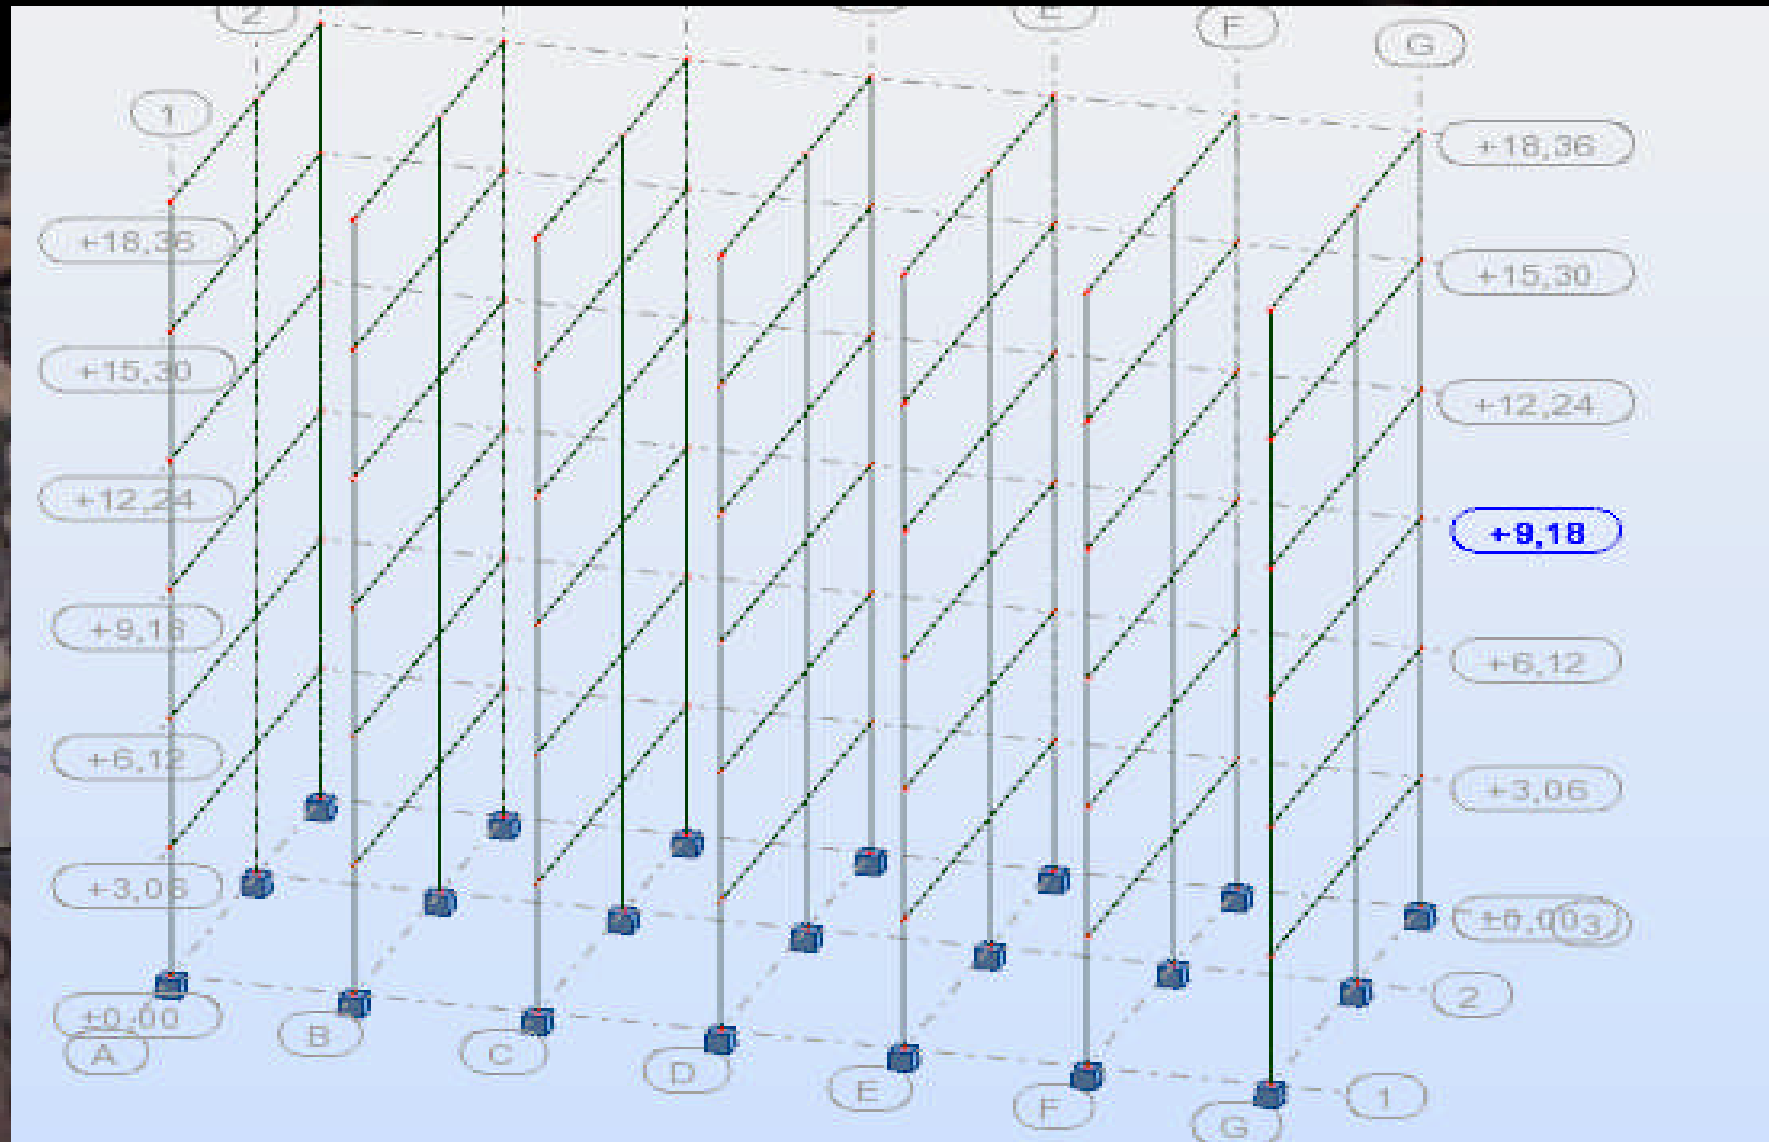 2
E
F
G
1
+18,36
+18,36
+15,30
+15,30
+12,24
+12,24
+9,18
+9,18
+6,12
+6,12
+3,06
+3,06
±0,00
3
2
±0,00
A
B
C
D
E
F
G
1